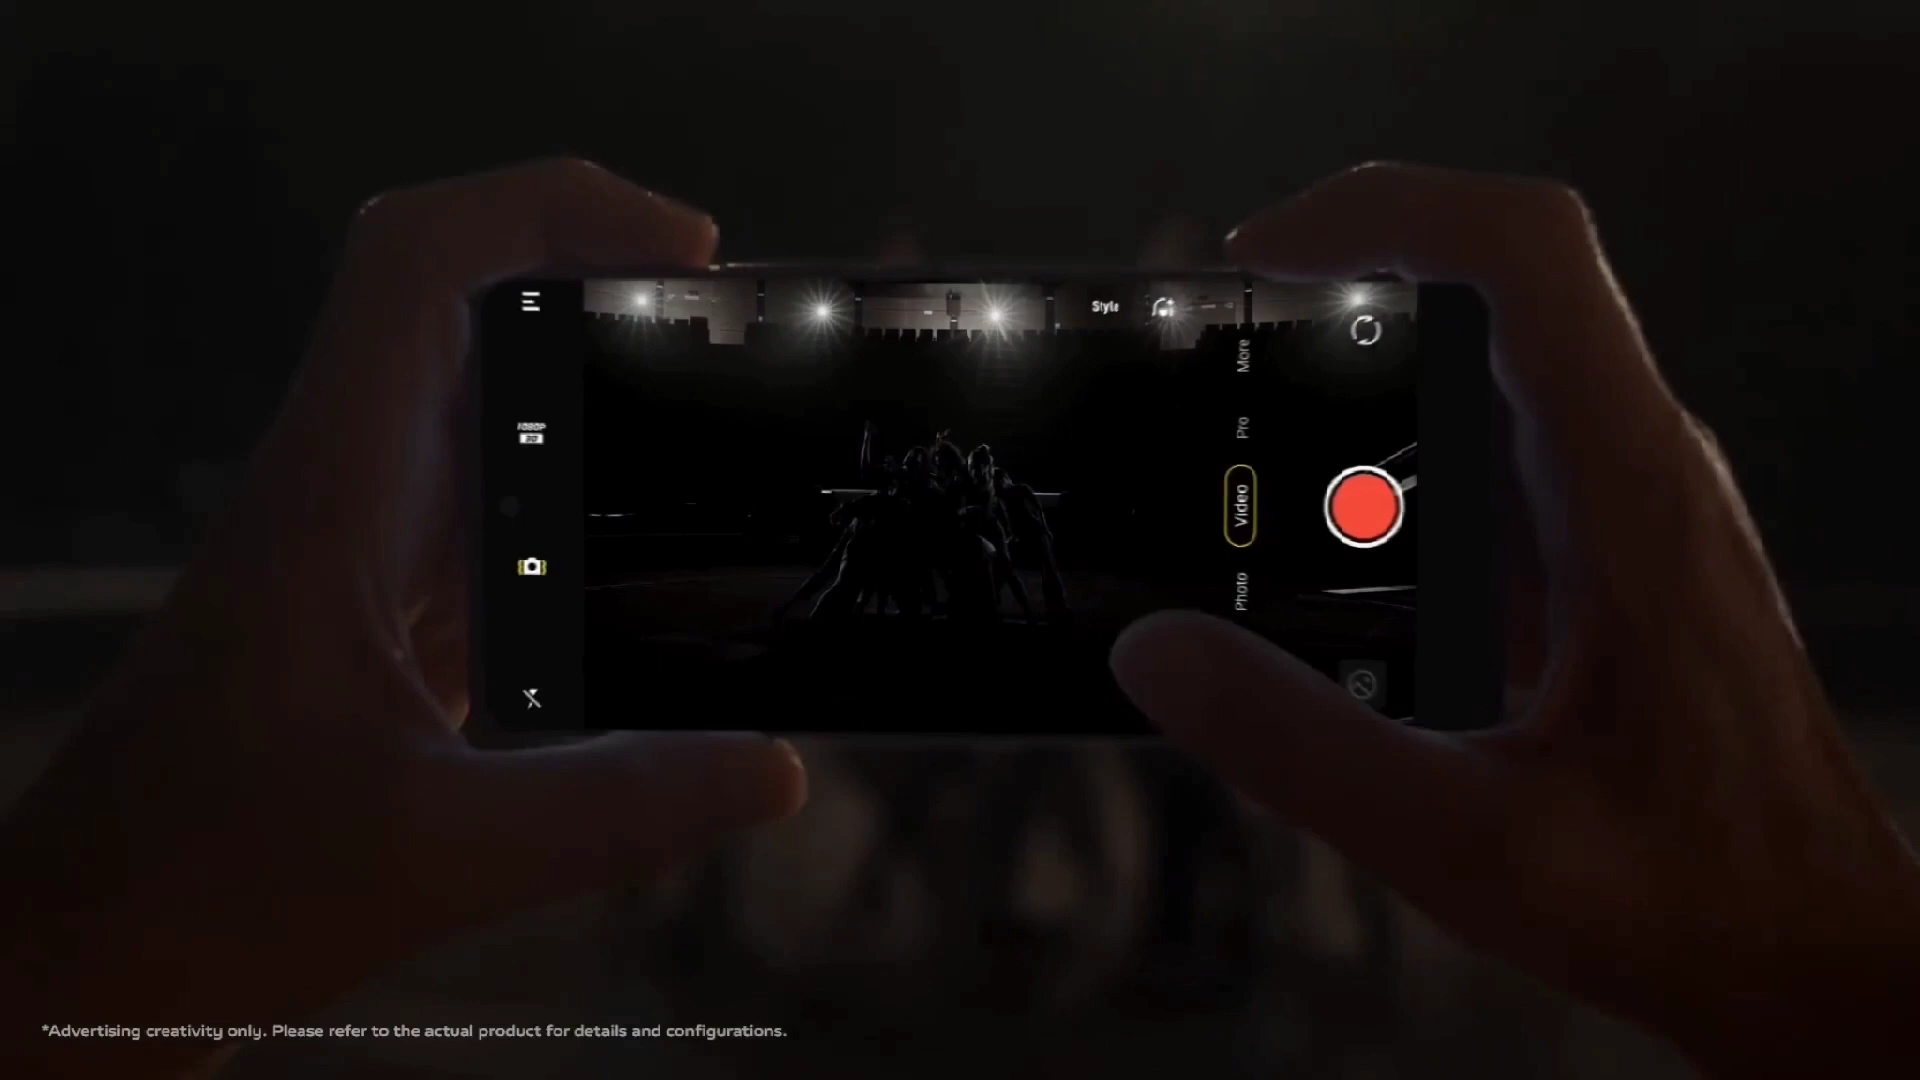 Style
More
1080P
30
Pro
Video
Photo
*Advertising creativity only. Please refer to the actual product for details and configurations.